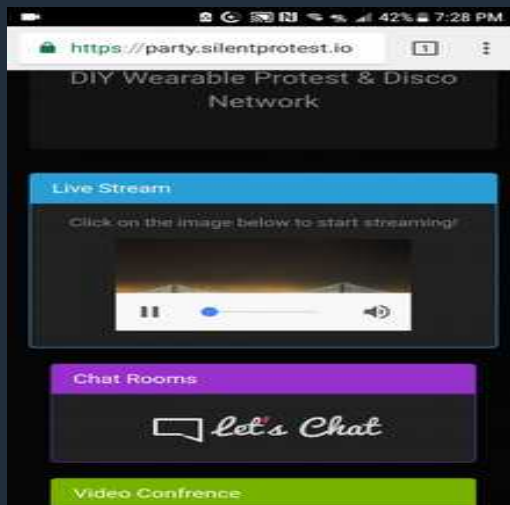 42% 7:28 PM
https://party.silentprotest.io
1
DIY Wearable Protest & Disco
Network
Live Stream
Click on the image below to start streaming!
Chat Rooms
Let's Chat
Video Confrence